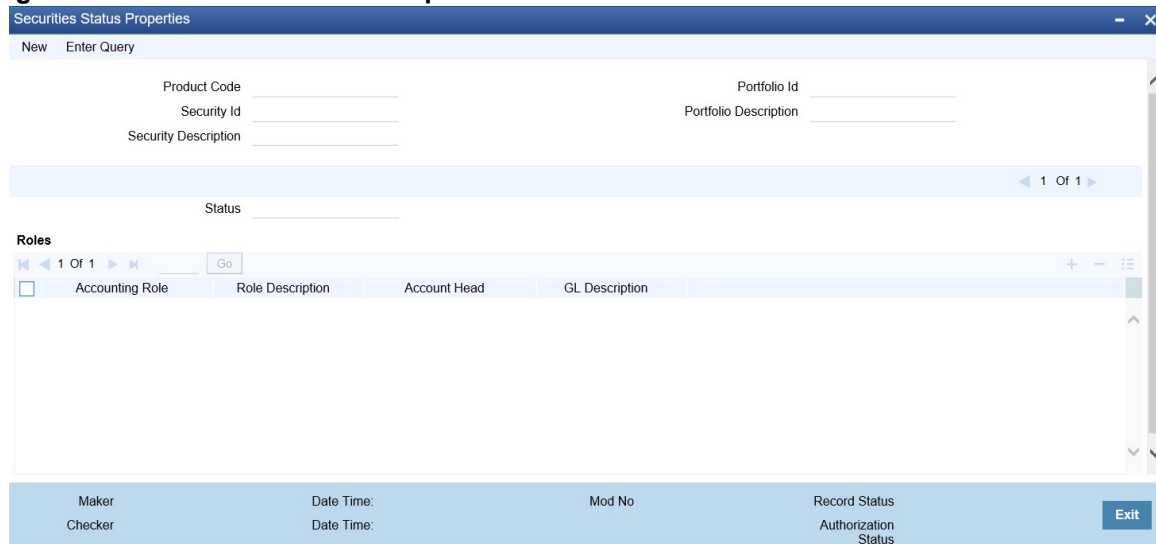 Securities Status Properties
New Enter Query
Product Code
Portfolio Id
Security Id
Portfolio Description
Security Description
1 Of 1
Status
Roles
1 Of 1 Go
Accounting Role Role Description Account Head GL Description
Maker Date Time: Mod No Record Status
Exit
Checker Date Time: Authorization
Status